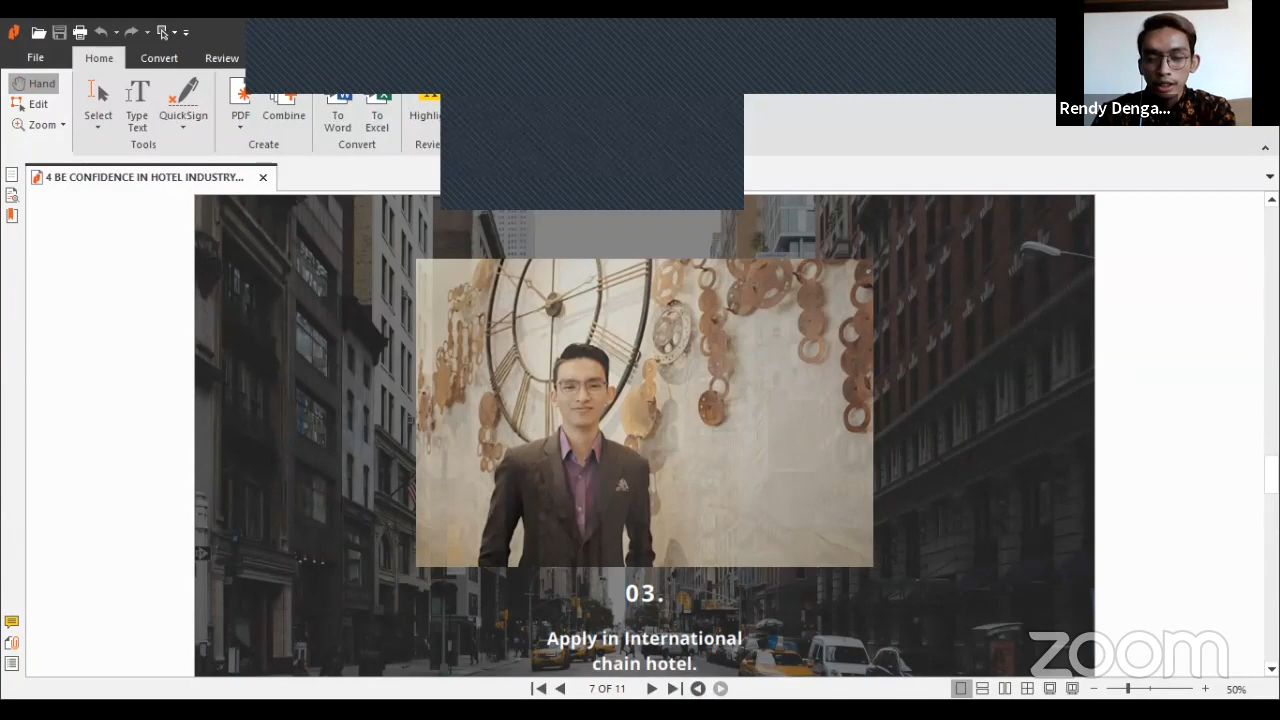 File
Home
Convert
Review
Hand
Edit
Zoom
Select
Type
Text
QuickSign
PDF
Combine
To
Word
To
Excel
Tools
Create
Convert
4 BE CONFIDENCE IN HOTEL INDUSTRY...
Rendy Denga...
03.
Apply in International
chain hotel.
zoom
7 OF 11
50%